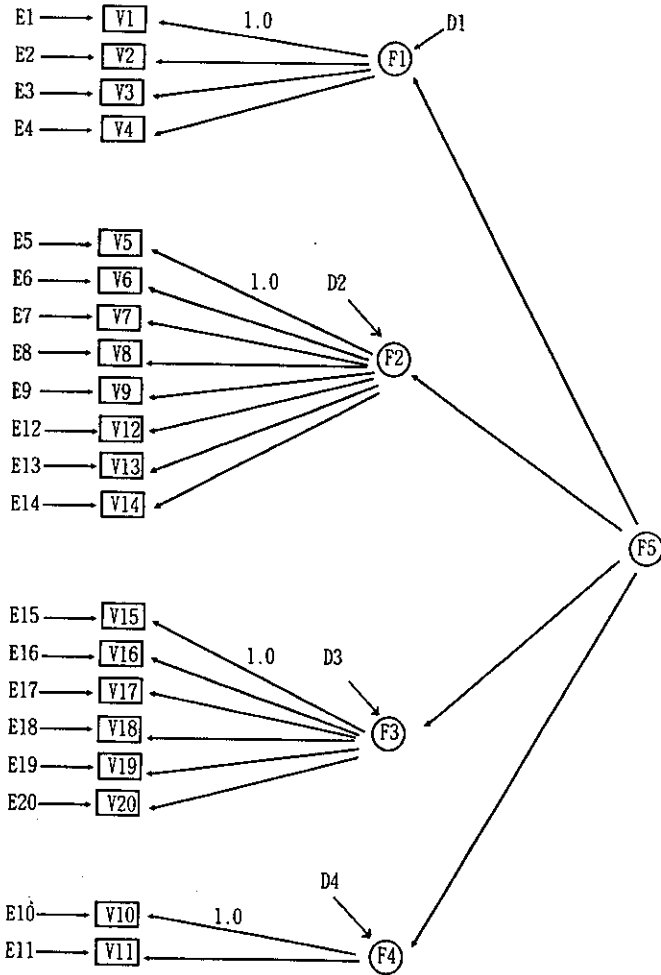 E1 V1 1.0 D1
E2 V2 F1
E3 V3
E4 V4
E5 V5
E6 V6 1.0 D2
E7 V7
E8 V8 F2
E9 V9
E12 V12
E13 V13
E14 V14
F5
E15 V15
E16 V16 1.0 D3
E17 V17
E18 V18 F3
E19 V19
E20 V20
D4
E10 V10 1.0
E11 V11 F4